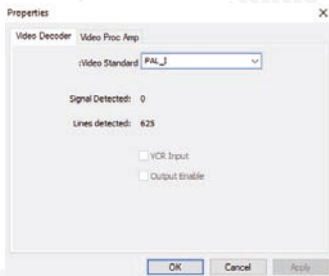 Properties
Video Decoder Video Proc Amp
:Video Standard PAL_I
Signal Detected: 0
Lines detected: 625
VCR Input
Output Enable
OK Cancel Apply